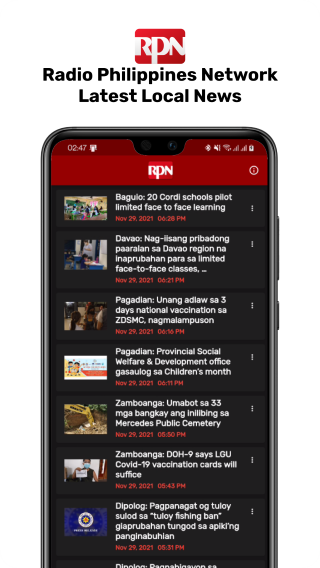 RPN
Radio Philippines Network
Latest Local News
02:47
RPN
Baguio: 20 Cordi schools pilot
limited face to face learning
Nov 29, 2021 06:28 PM
Davao: Nag-iisang pribadong
paaralan sa Davao region na
inaprubahan para sa limited
face-to-face classes, ...
Nov 29, 2021 06:21 PM
Pagadian: Unang adlaw sa 3
days national vaccination sa
ZDSMC, nagmalampuson
Nov 29, 2021 06:16 PM
Pagadian: Provincial Social
Welfare & Development office
gasaulog sa Children's month
Nov 29, 2021 06:11 PM
Zamboanga: Umabot sa 33
mga bangkay ang inilibing sa
Mercedes Public Cemetery
Nov 29, 2021 05:50 PM
Zamboanga: DOH-9 says LGU
Covid-19 vaccination cards will
suffice
Nov 29, 2021 05:43 PM
Dipolog: Pagpanagat og tuloy
sulod sa "tuloy fishing ban"
giaprubahan tungod sa apiki'ng
panginabuhian
Nov 29, 2021 05:31 PM
Dipolog: Pagnabigayon sa